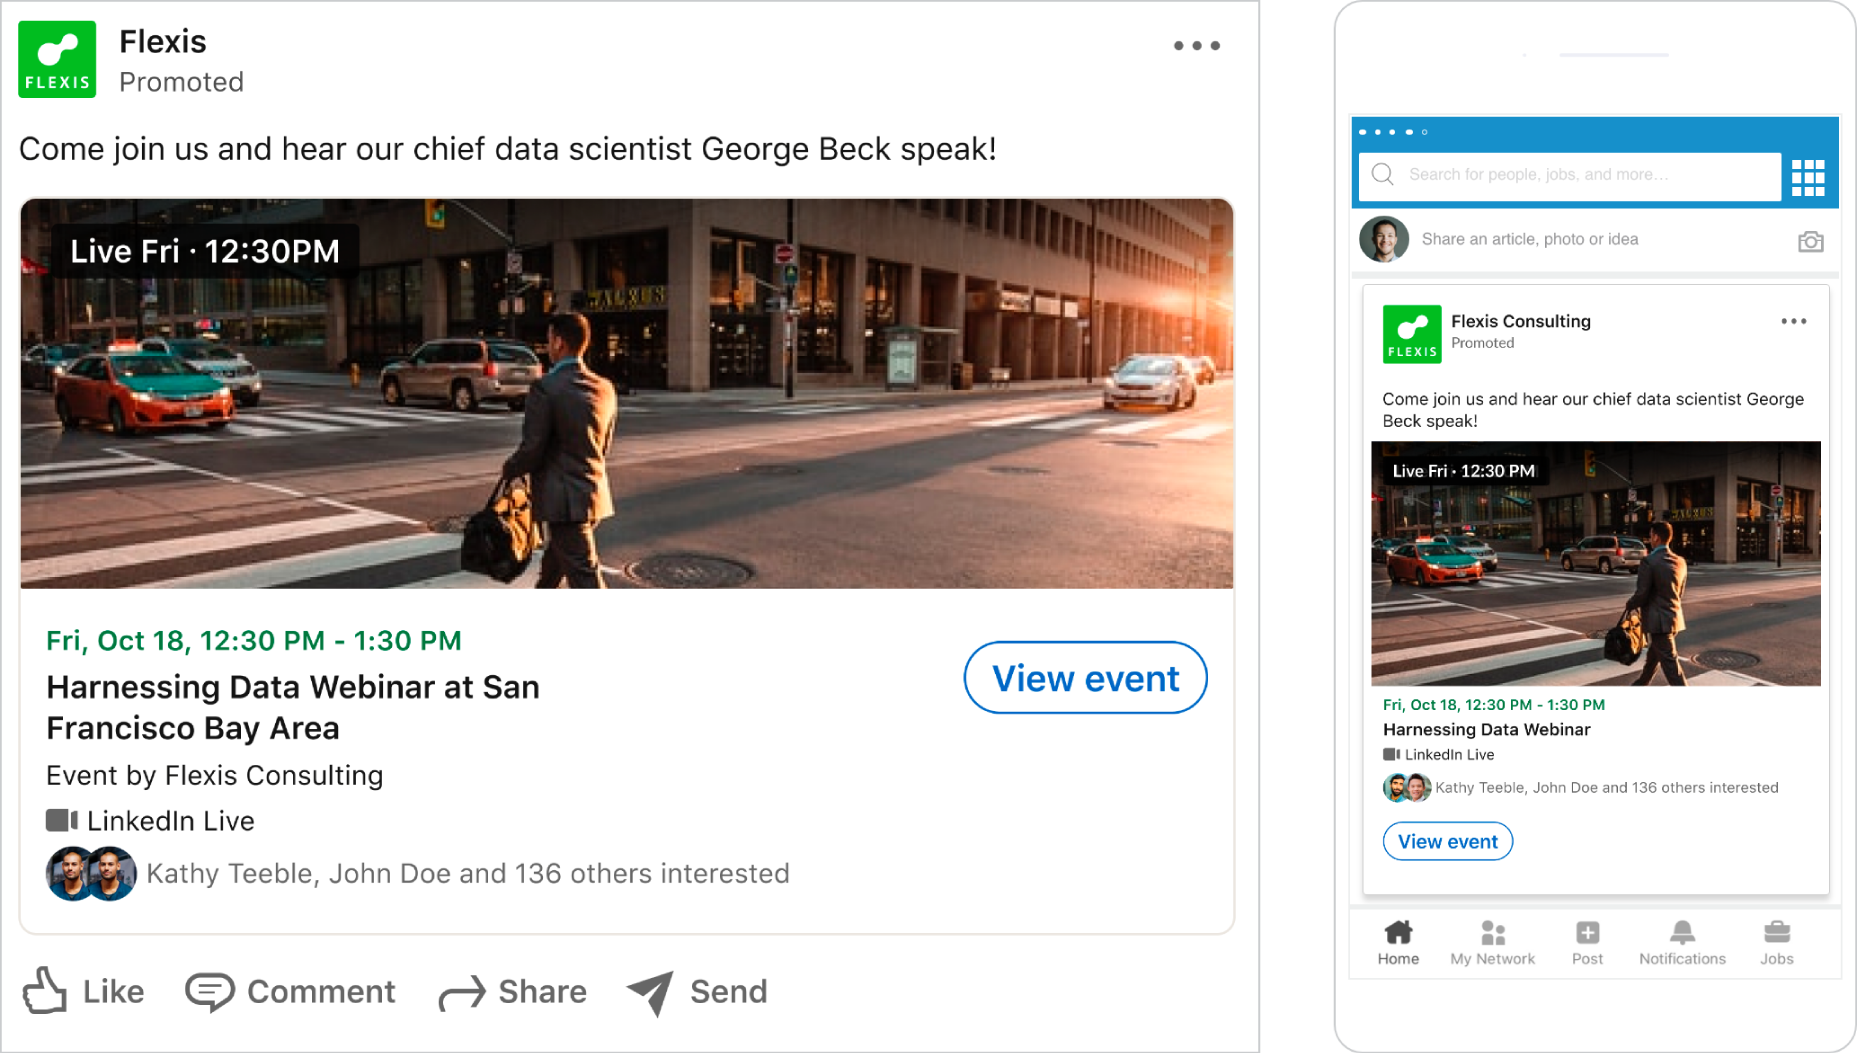 FLEXIS
Flexis
Promoted
Come join us and hear our chief data scientist George Beck speak!
Live Fri · 12:30PM
Fri, Oct 18, 12:30 PM - 1:30 PM
Harnessing Data Webinar at San
Francisco Bay Area
Event by Flexis Consulting
LinkedIn Live
Kathy Teeble, John Doe and 136 others interested
View event
Like
Comment
Share
Send
Search for people, jobs, and more...
Share an article, photo or idea
FLEXIS
Flexis Consulting
Promoted
Come join us and hear our chief data scientist George
Beck speak!
Live Fri · 12:30 PM
Fri, Oct 18, 12:30 PM - 1:30 PM
Harnessing Data Webinar
LinkedIn Live
Kathy Teeble, John Doe and 136 others interested
View event
Home
My Network
Post
Notifications
Jobs